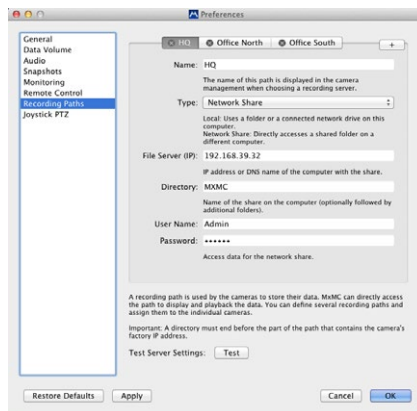 Preferences
General
Data Volume
Audio
Snapshots
Monitoring
Remote Control
Recording Paths
Joystick PTZ
HQ
Office North
Office South
+
Name: HQ
The name of this path is displayed in the camera
management when choosing a recording server.
Type: Network Share
Local: Uses a folder or a connected network drive on this
computer.
Network Share: Directly accesses a shared folder on a
different computer.
File Server (IP): 192.168.39.32
IP address or DNS name of the computer with the share.
Directory: MXMC
Name of the share on the computer (optionally followed by
additional folders).
User Name: Admin
Password: ••••••
Access data for the network share.
A recording path is used by the cameras to store their data. MxMC can directly access
the path to display and playback the data. You can define several recording paths and
assign them to the individual cameras.
Important: A directory must end before the part of the path that contains the camera's
factory IP address.
Test Server Settings: Test
Restore Defaults
Apply
Cancel
OK